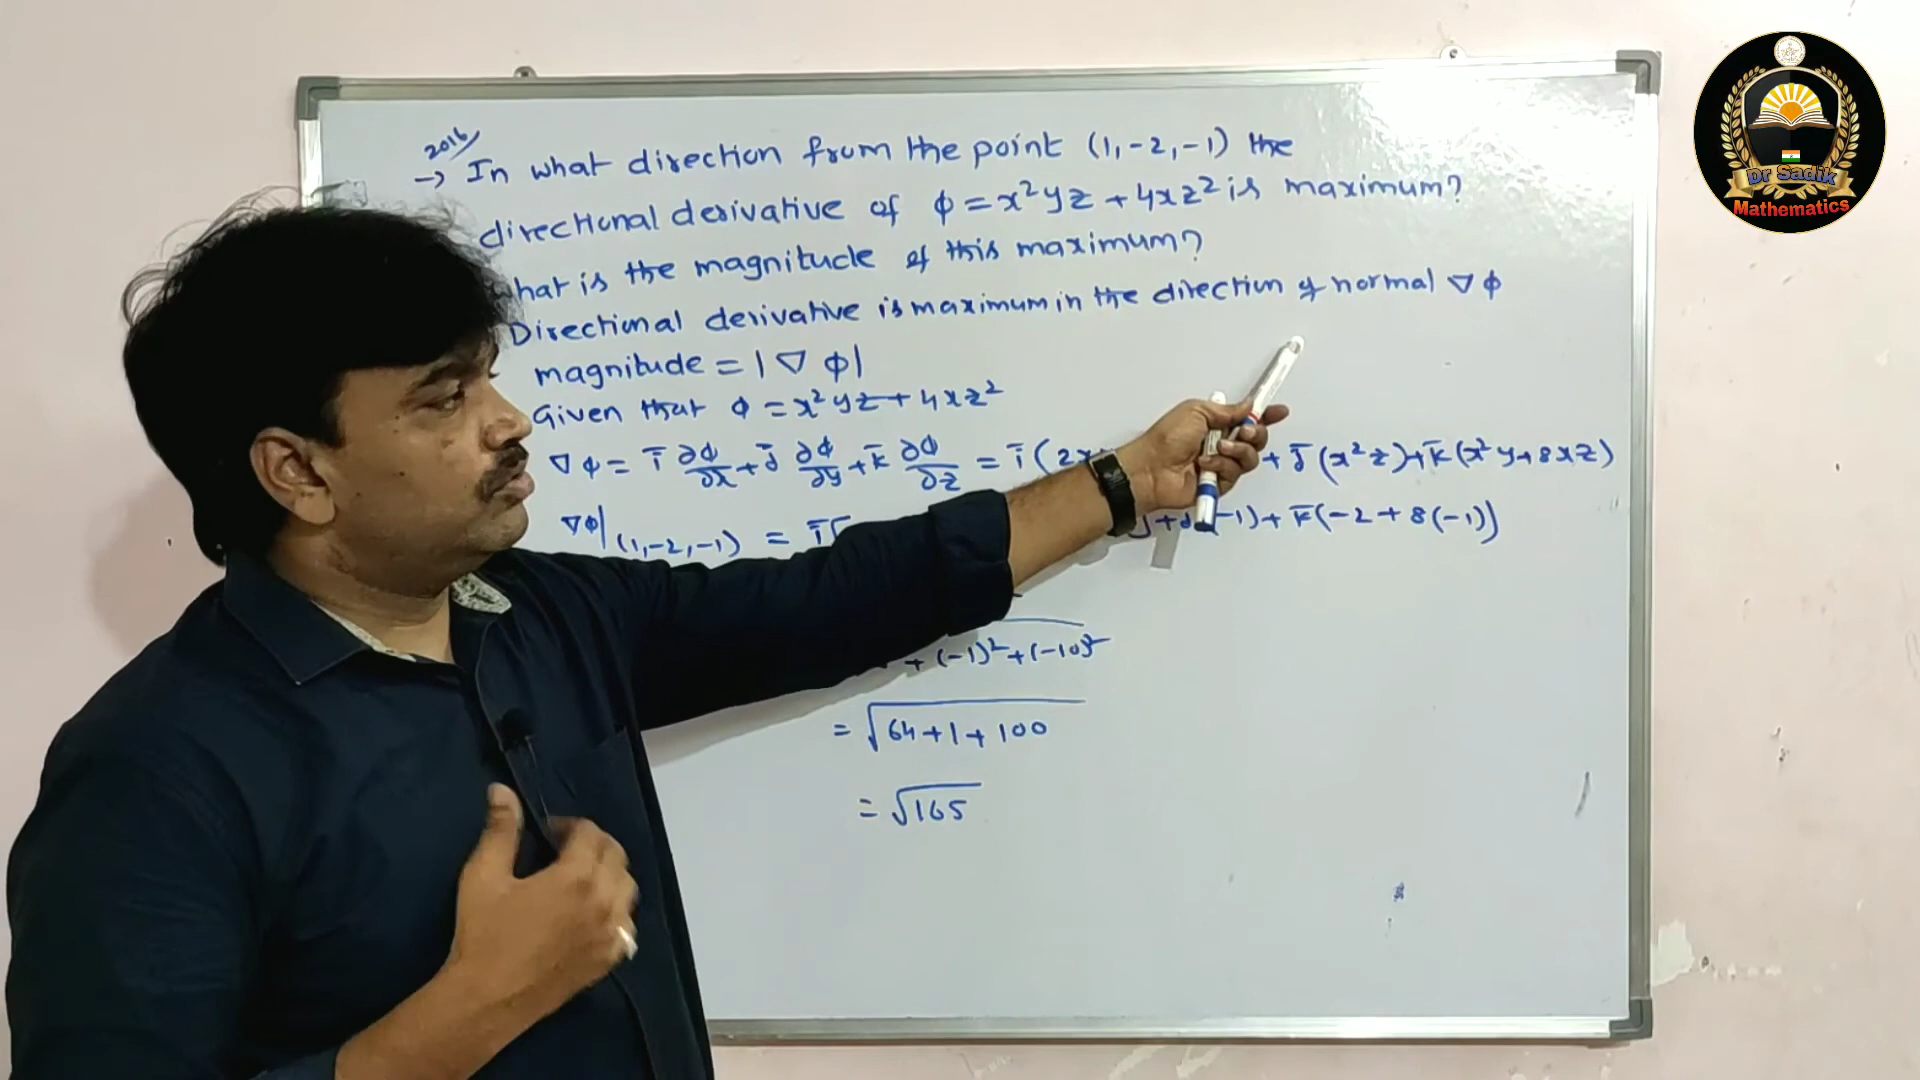 2016
→ In what direction from the point (1,-2,-1) the
directional derivative of φ = x²yz + 4xz² is maximum?
what is the magnitude of this maximum?
Directional derivative is maximum in the direction of normal ∇φ
magnitude = |∇φ|
Given that φ = x²yz + 4xz²
∇φ = i̅ ∂φ/∂x + j̅ ∂φ/∂y + k̅ ∂φ/∂z = i̅(2x + j̅(x²z) + k̅(x²y+8xz)
∇φ|(1,-2,-1) = i̅( -1) + k̅(-2+8(-1))
+ (-1)² + (-10)²
= √64+1+100
= √165
Dr Sadik
Mathematics